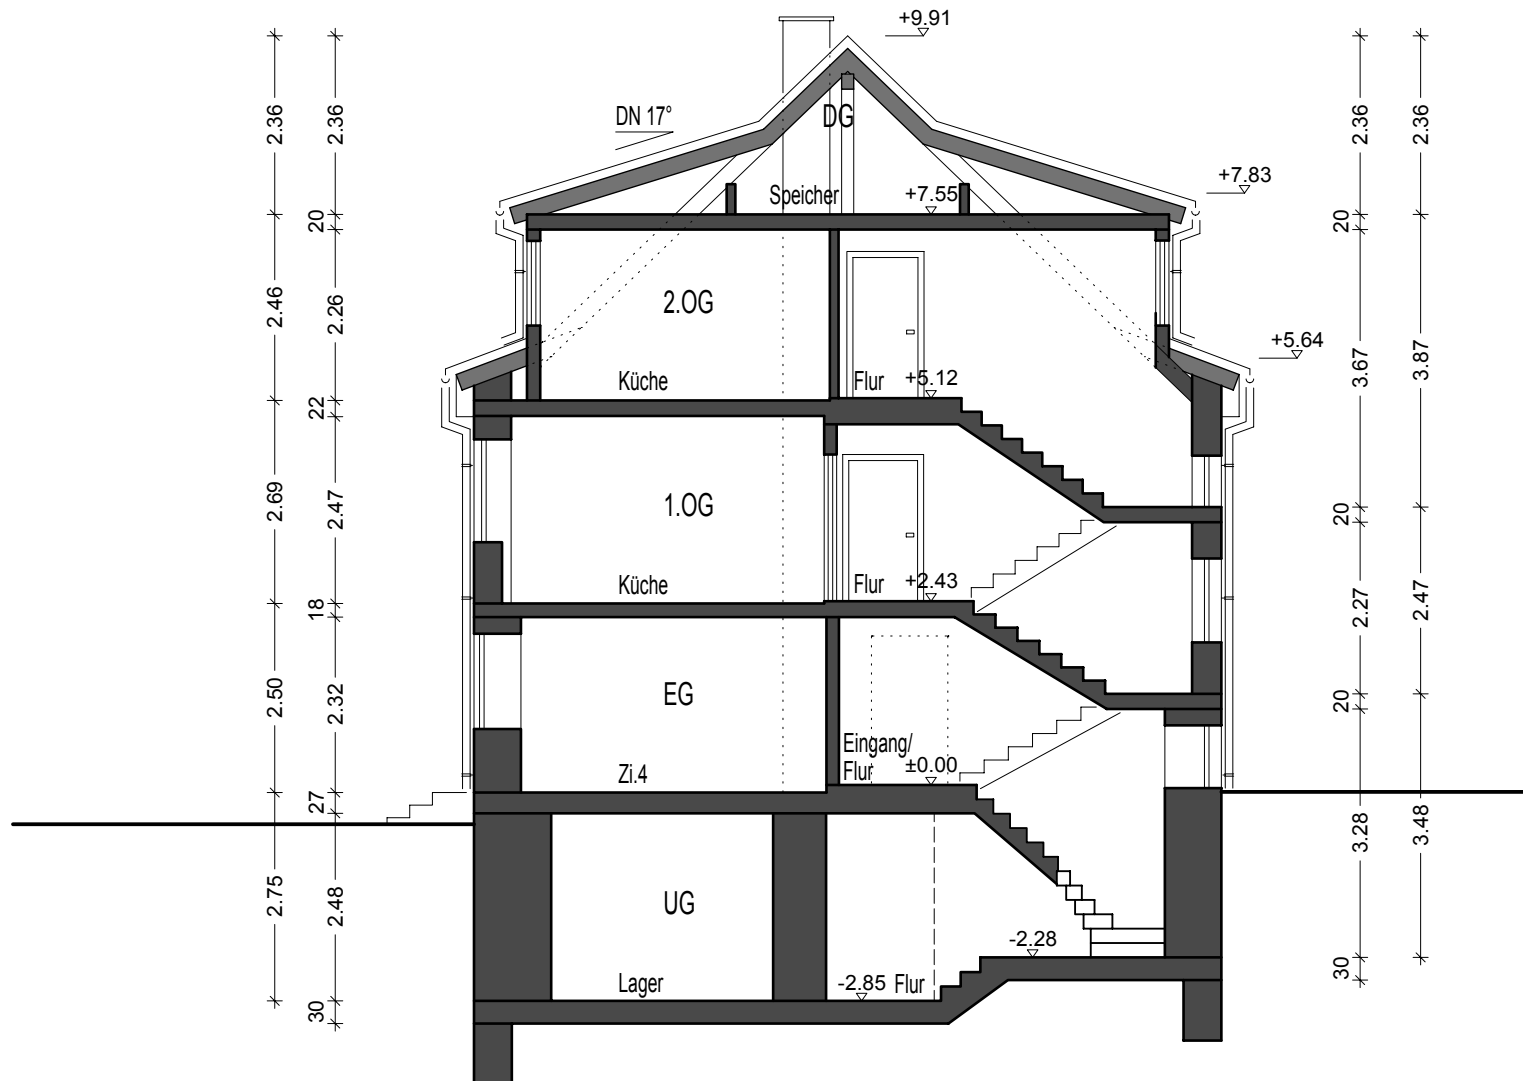 +9.91
2.36
2.36
DN 17°
DG
2.36
2.36
+7.83
Speicher
+7.55
20
20
2.46
2.26
2.OG
+5.64
3.67
3.87
Küche
Flur
+5.12
22
2.69
2.47
1.OG
20
Küche
Flur
+2.43
18
2.27
2.47
2.50
2.32
EG
20
Eingang/
Flur
±0.00
Zi.4
27
3.28
3.48
2.75
2.48
UG
-2.28
30
Lager
-2.85
Flur
30